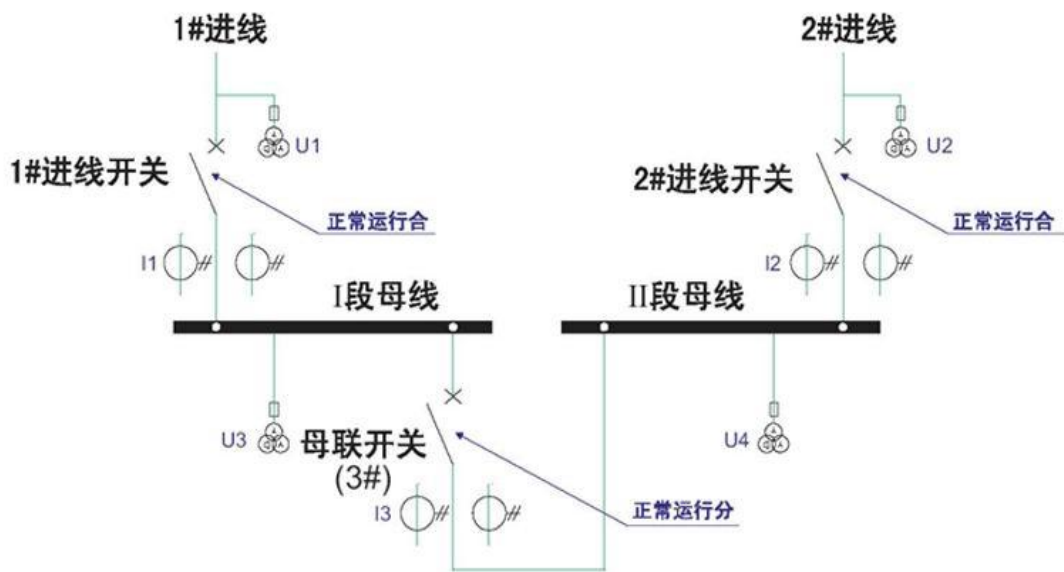 1#进线
2#进线
U1
U2
1#进线开关
2#进线开关
正常运行合
正常运行合
I1
I2
I段母线
II段母线
U3
母联开关
(3#)
U4
I3
正常运行分